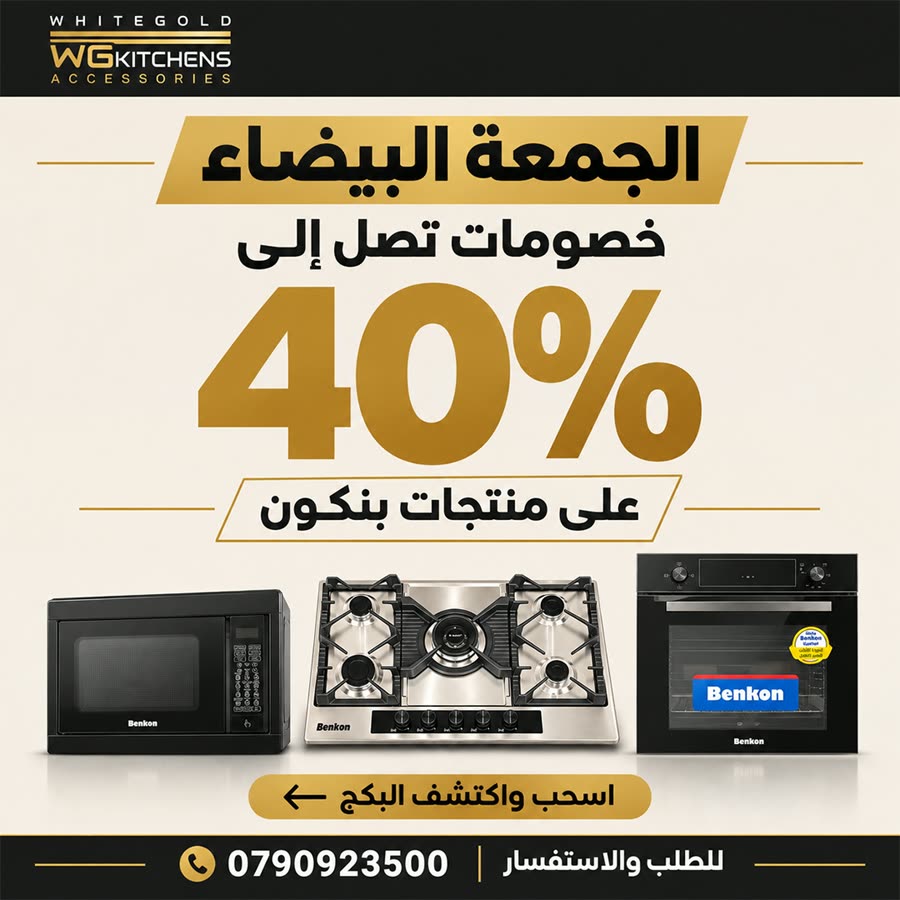 WHITEGOLD
WGKITCHENS
ACCESSORIES
الجمعة البيضاء
خصومات تصل إلى
40%
على منتجات بنكون
Benkon
Benkon
Benkon
Benkon
Benkon
اسحب واكتشف البكج ←
للطلب والاستفسار | 0790923500